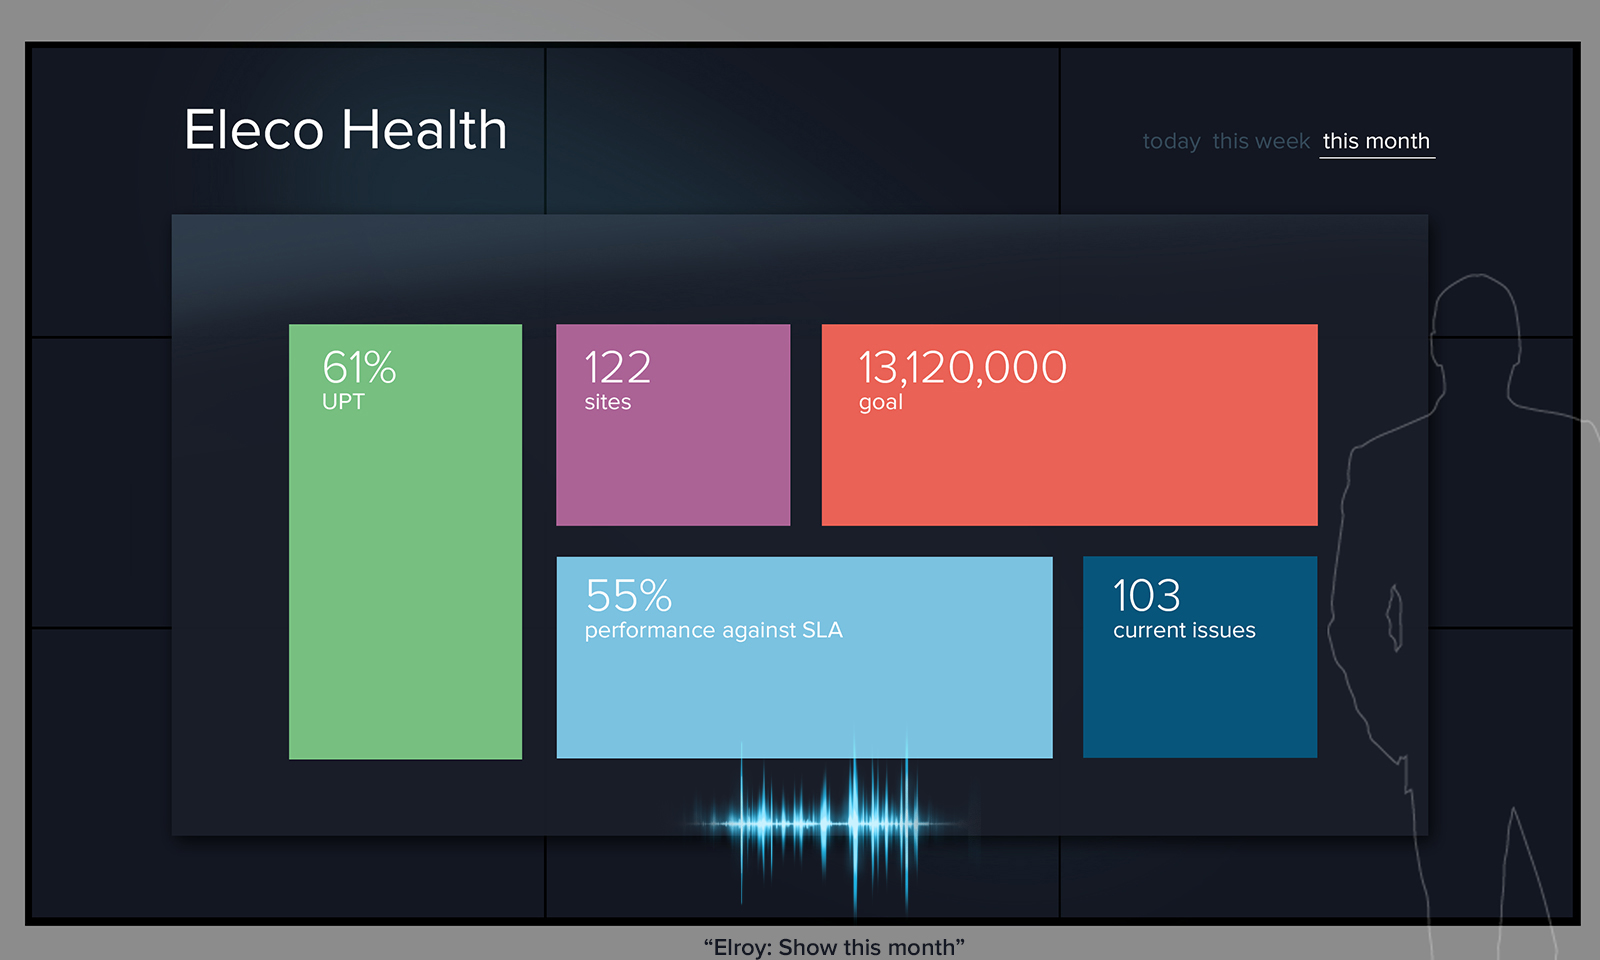 Eleco Health
today this week this month
61%
UPT
122
sites
13,120,000
goal
55%
performance against SLA
103
current issues
“Elroy: Show this month”